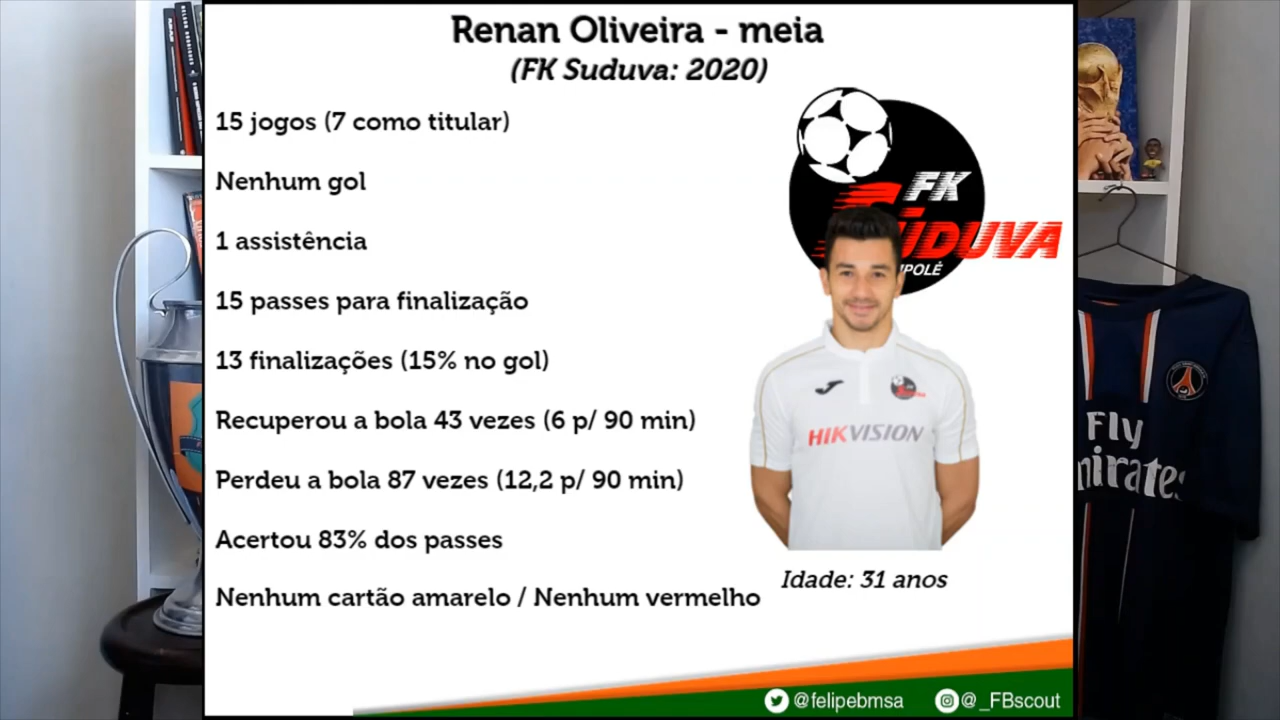 Renan Oliveira - meia
(FK Suduva: 2020)
15 jogos (7 como titular)
Nenhum gol
1 assistência
15 passes para finalização
13 finalizações (15% no gol)
Recuperou a bola 43 vezes (6 p/ 90 min)
Perdeu a bola 87 vezes (12,2 p/ 90 min)
Acertou 83% dos passes
Nenhum cartão amarelo / Nenhum vermelho
FK
HIKVISION
Idade: 31 anos
@felipebmsa
@_FBscout
Fly